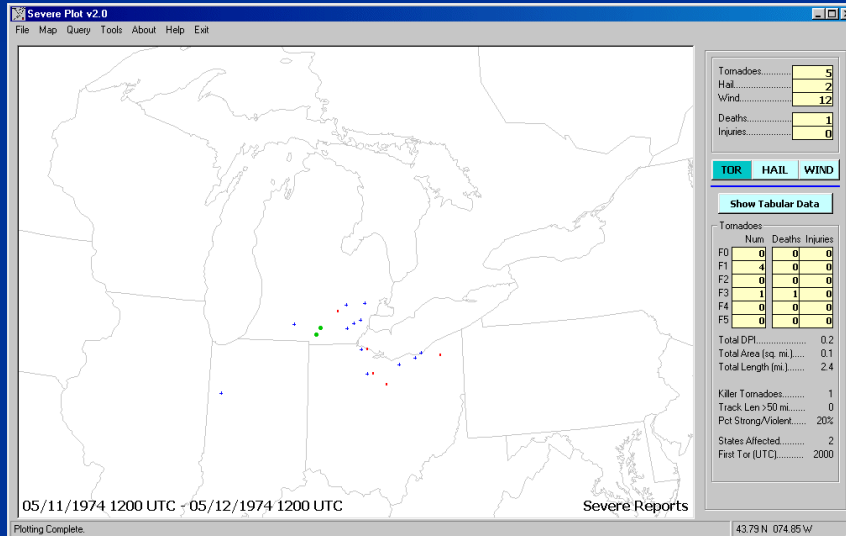 Severe Plot v2.0
File Map Query Tools About Help Exit
Tornadoes............. 5
Hail........................ 2
Wind...................... 12
Deaths................... 1
Injuries................... 0
TOR HAIL WIND
Show Tabular Data
Tornadoes
Num Deaths Injuries
F0 0 0 0
F1 4 0 0
F2 0 0 0
F3 1 1 0
F4 0 0 0
F5 0 0 0
Total DPI.................... 0.2
Total Area (sq. mi.)..... 0.1
Total Length (mi.)....... 2.4
Killer Tornadoes......... 1
Track Len >50 mi...... 0
Pct Strong/Violent..... 20%
States Affected.......... 2
First Tor (UTC).......... 2000
05/11/1974 1200 UTC - 05/12/1974 1200 UTC
Severe Reports
Plotting Complete.
43.79 N 074.85 W